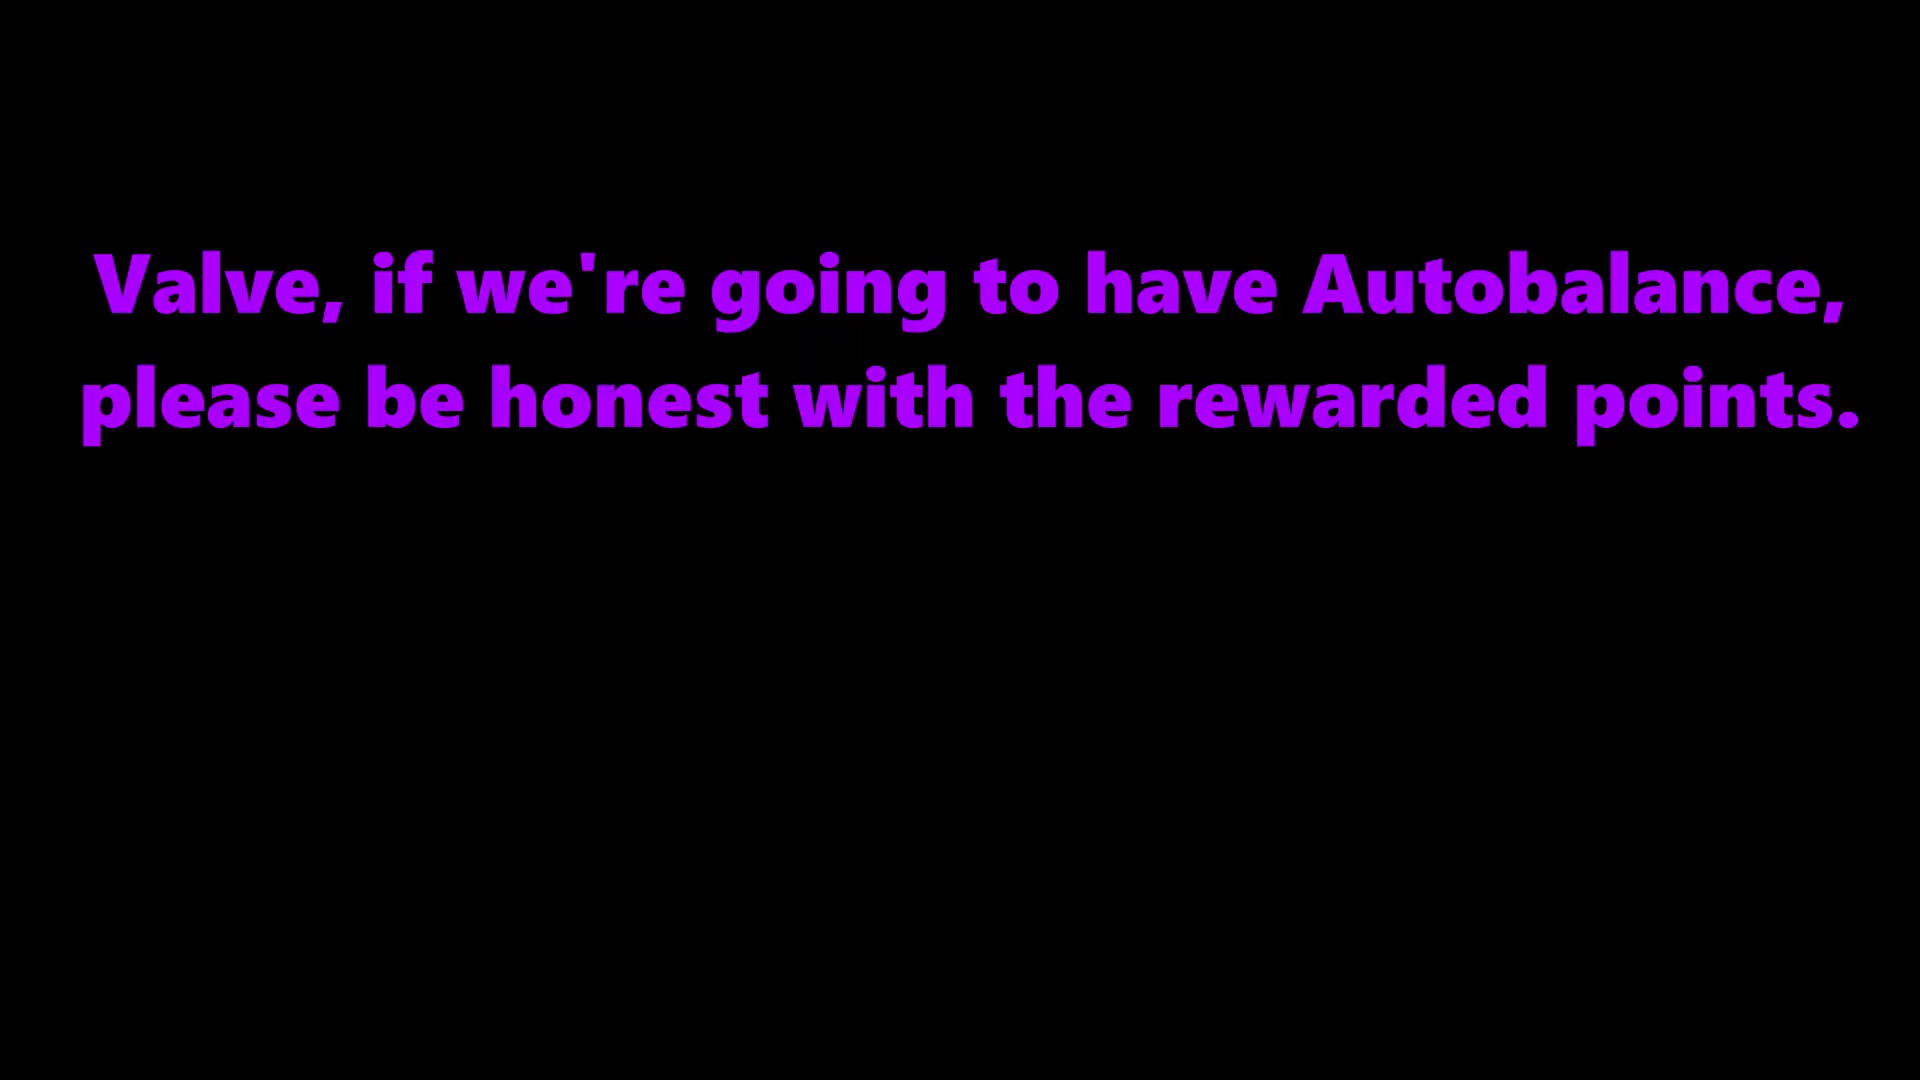 Valve, if we're going to have Autobalance,
please be honest with the rewarded points.